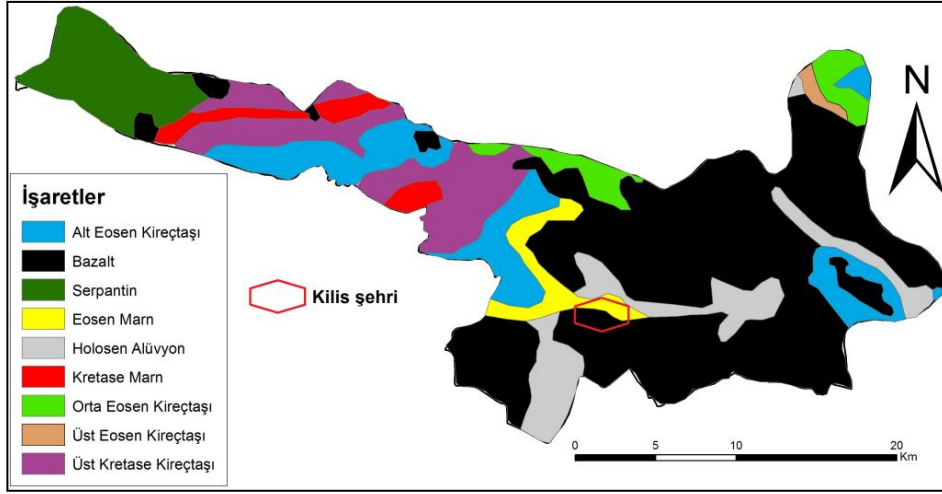 N
İşaretler
Alt Eosen Kireçtaşı
Bazalt
Serpantin
Eosen Marn
Holosen Alüvyon
Kretase Marn
Orta Eosen Kireçtaşı
Üst Eosen Kireçtaşı
Üst Kretase Kireçtaşı
Kilis şehri
0 5 10 20
Km